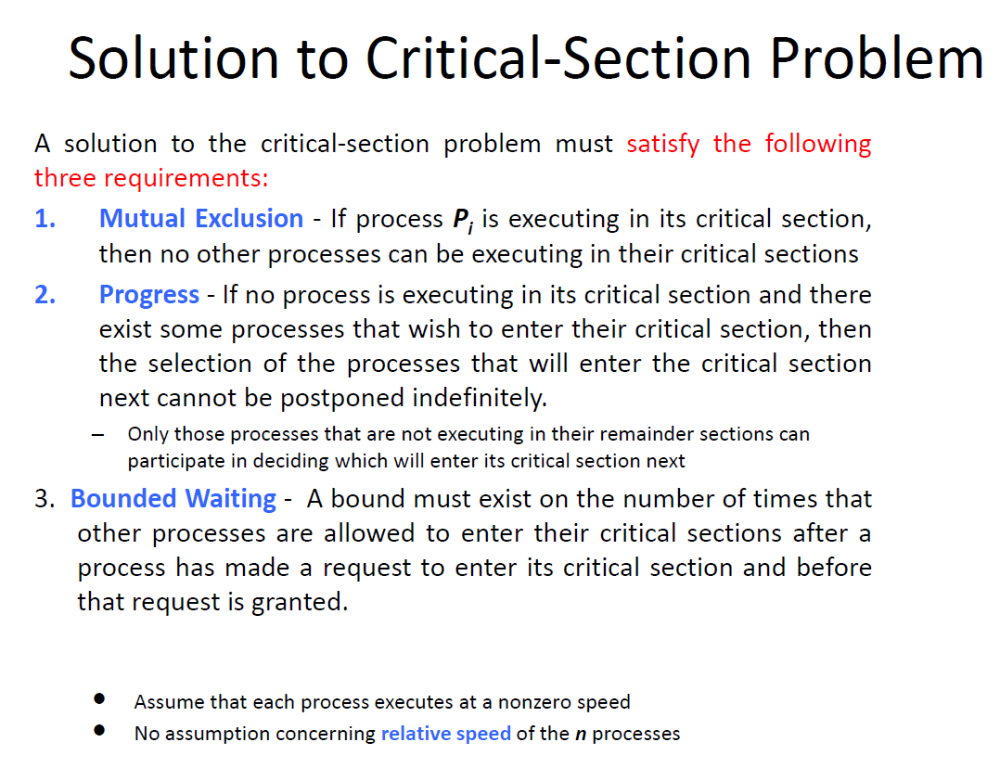 Solution to Critical-Section Problem
A solution to the critical-section problem must satisfy the following
three requirements:
1. Mutual Exclusion - If process Pi is executing in its critical section,
then no other processes can be executing in their critical sections
2. Progress - If no process is executing in its critical section and there
exist some processes that wish to enter their critical section, then
the selection of the processes that will enter the critical section
next cannot be postponed indefinitely.
– Only those processes that are not executing in their remainder sections can
participate in deciding which will enter its critical section next
3. Bounded Waiting - A bound must exist on the number of times that
other processes are allowed to enter their critical sections after a
process has made a request to enter its critical section and before
that request is granted.
• Assume that each process executes at a nonzero speed
• No assumption concerning relative speed of the n processes